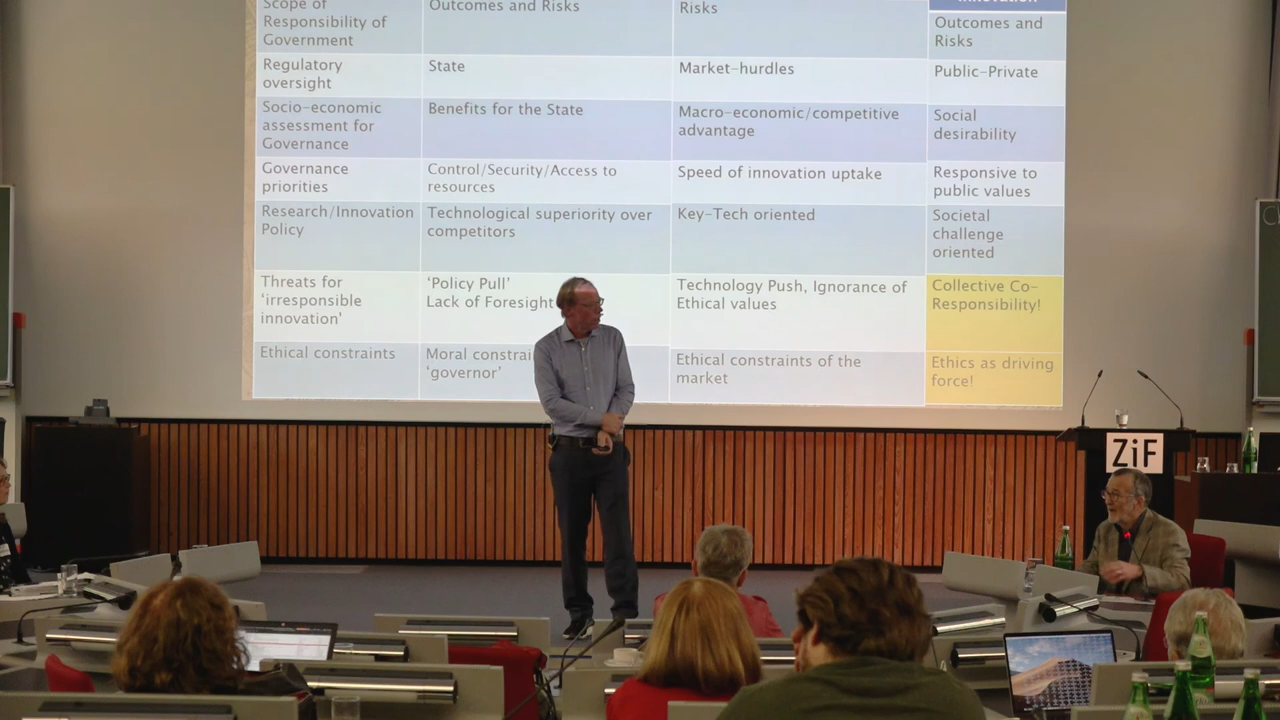 Scope of
Responsibility of
Government
Outcomes and Risks
Risks
innovation
Outcomes and
Risks
Regulatory
oversight
State
Market-hurdles
Public-Private
Socio-economic
assessment for
Governance
Benefits for the State
Macro-economic/competitive
advantage
Social
desirability
Governance
priorities
Control/Security/Access to
resources
Speed of innovation uptake
Responsive to
public values
Research/Innovation
Policy
Technological superiority over
competitors
Key-Tech oriented
Societal
challenge
oriented
Threats for
‘irresponsible
innovation'
‘Policy Pull’
Lack of Foresight
Technology Push, Ignorance of
Ethical values
Collective Co-
Responsibility!
Ethical constraints
Moral constrai
‘governor’
Ethical constraints of the
market
Ethics as driving
force!
ZiF